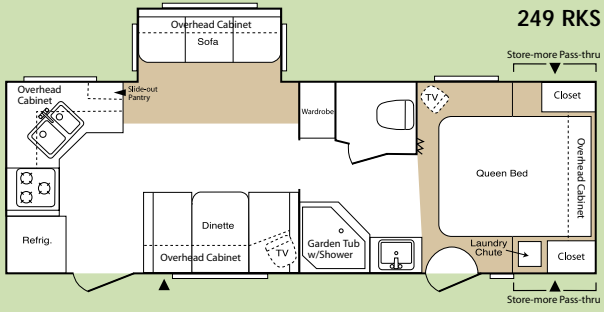 249 RKS
Store-more Pass-thru
Overhead Cabinet
Sofa
Overhead
Cabinet
Slide-out
Pantry
Wardrobe
TV
Closet
Queen Bed
Overhead Cabinet
Refrig.
Dinette
Overhead Cabinet
TV
Garden Tub
w/Shower
Laundry
Chute
Closet
Store-more Pass-thru